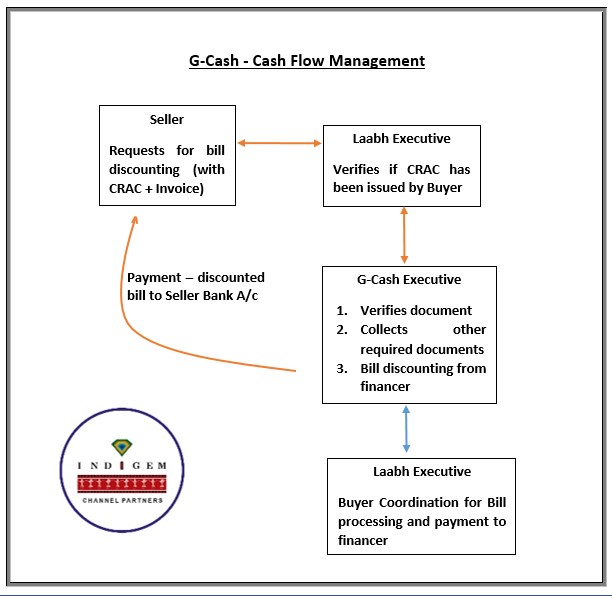 G-Cash - Cash Flow Management
Seller
Requests for bill
discounting (with
CRAC + Invoice)
Laabh Executive
Verifies if CRAC has
been issued by Buyer
Payment – discounted
bill to Seller Bank A/c
G-Cash Executive
1. Verifies document
2. Collects other
required documents
3. Bill discounting from
financer
INDIGEM
CHANNEL PARTNERS
Laabh Executive
Buyer Coordination for Bill
processing and payment to
financer